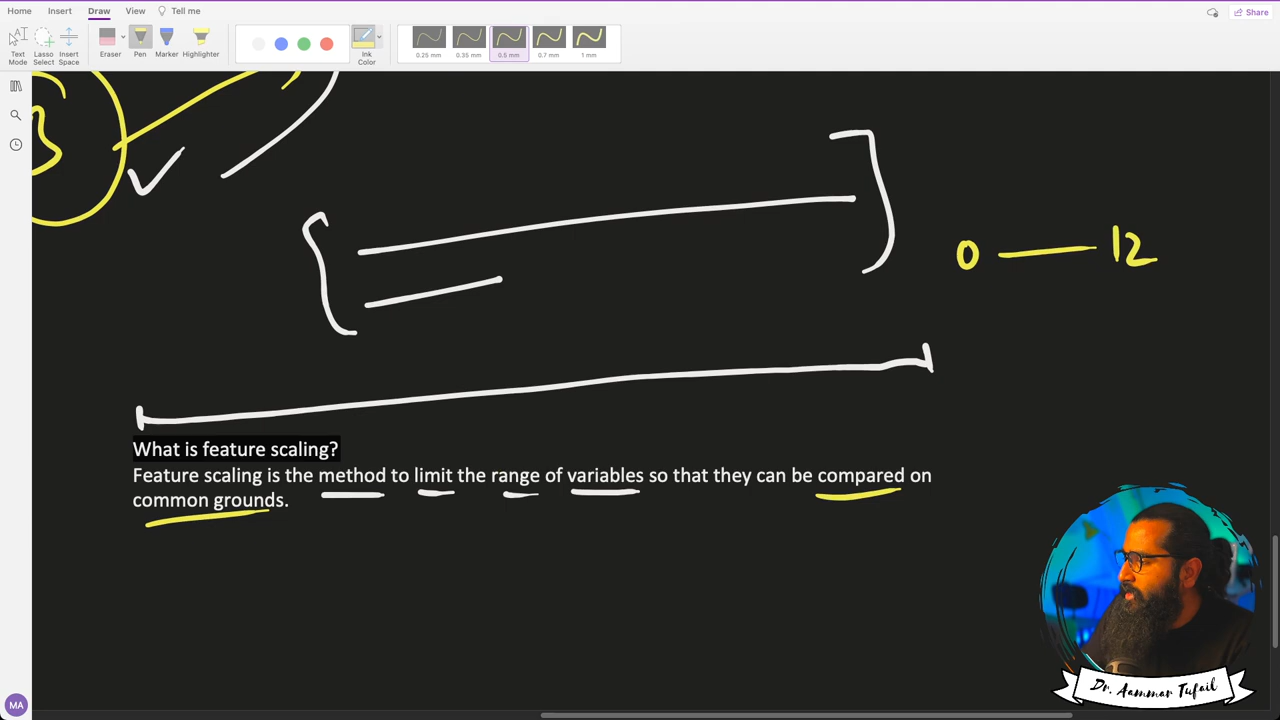 Home Insert Draw View Tell me
Share
Text Mode
Lasso Select
Insert Space
Eraser
Pen
Marker
Highlighter
Ink Color
0.25 mm
0.35 mm
0.5 mm
0.7 mm
1 mm
3
0 — 12
What is feature scaling?
Feature scaling is the method to limit the range of variables so that they can be compared on
common grounds.
MA
Dr. Aammar Tufail